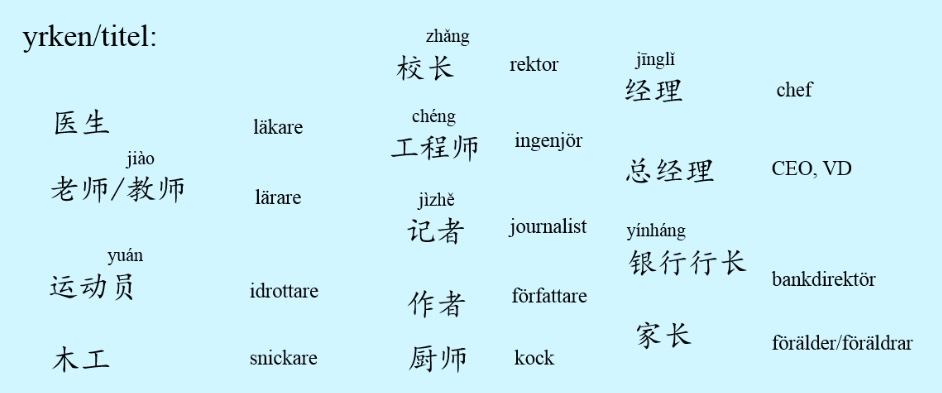 yrken/titel:
医生 läkare
jiào
老师/教师 lärare
yuán
运动员 idrottare
木工 snickare
zhǎng
校长 rektor
chéng
工程师 ingenjör
jìzhě
记者 journalist
作者 författare
厨师 kock
jīnglǐ
经理 chef
总经理 CEO, VD
yínháng
银行行长 bankdirektör
家长 förälder/föräldrar